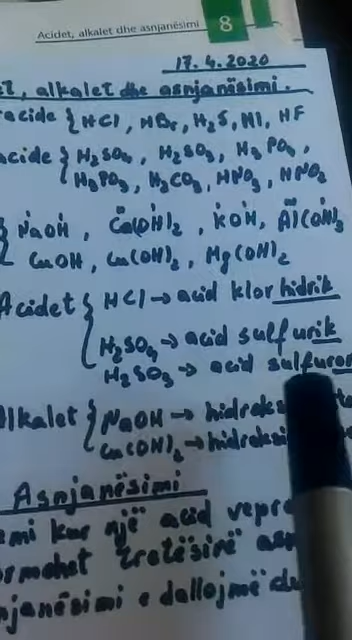 Acidet, alkalet dhe asnjanësimi 8
17.4.2020
alkalet dhe asnjanësimi.
acide { HCl, HBr, H2S, HI, HF
acide { H2SO4, H2SO3, H3PO4,
H3PO3, H2CO3, HNO3, HNO2
{ NaOH, Ca(OH)2, KOH, Al(OH)3
CuOH, Cu(OH)2, Mg(OH)2
Acidet { HCl → acid klorhidrik
H2SO4 → acid sulfurik
H2SO3 → acid sulfuror
Alkalet { NaOH → hidroks
Cu(OH)2 → hidroksi
Asnjanësimi
kur një acid vepro
tretësirë asn
e dallojmë